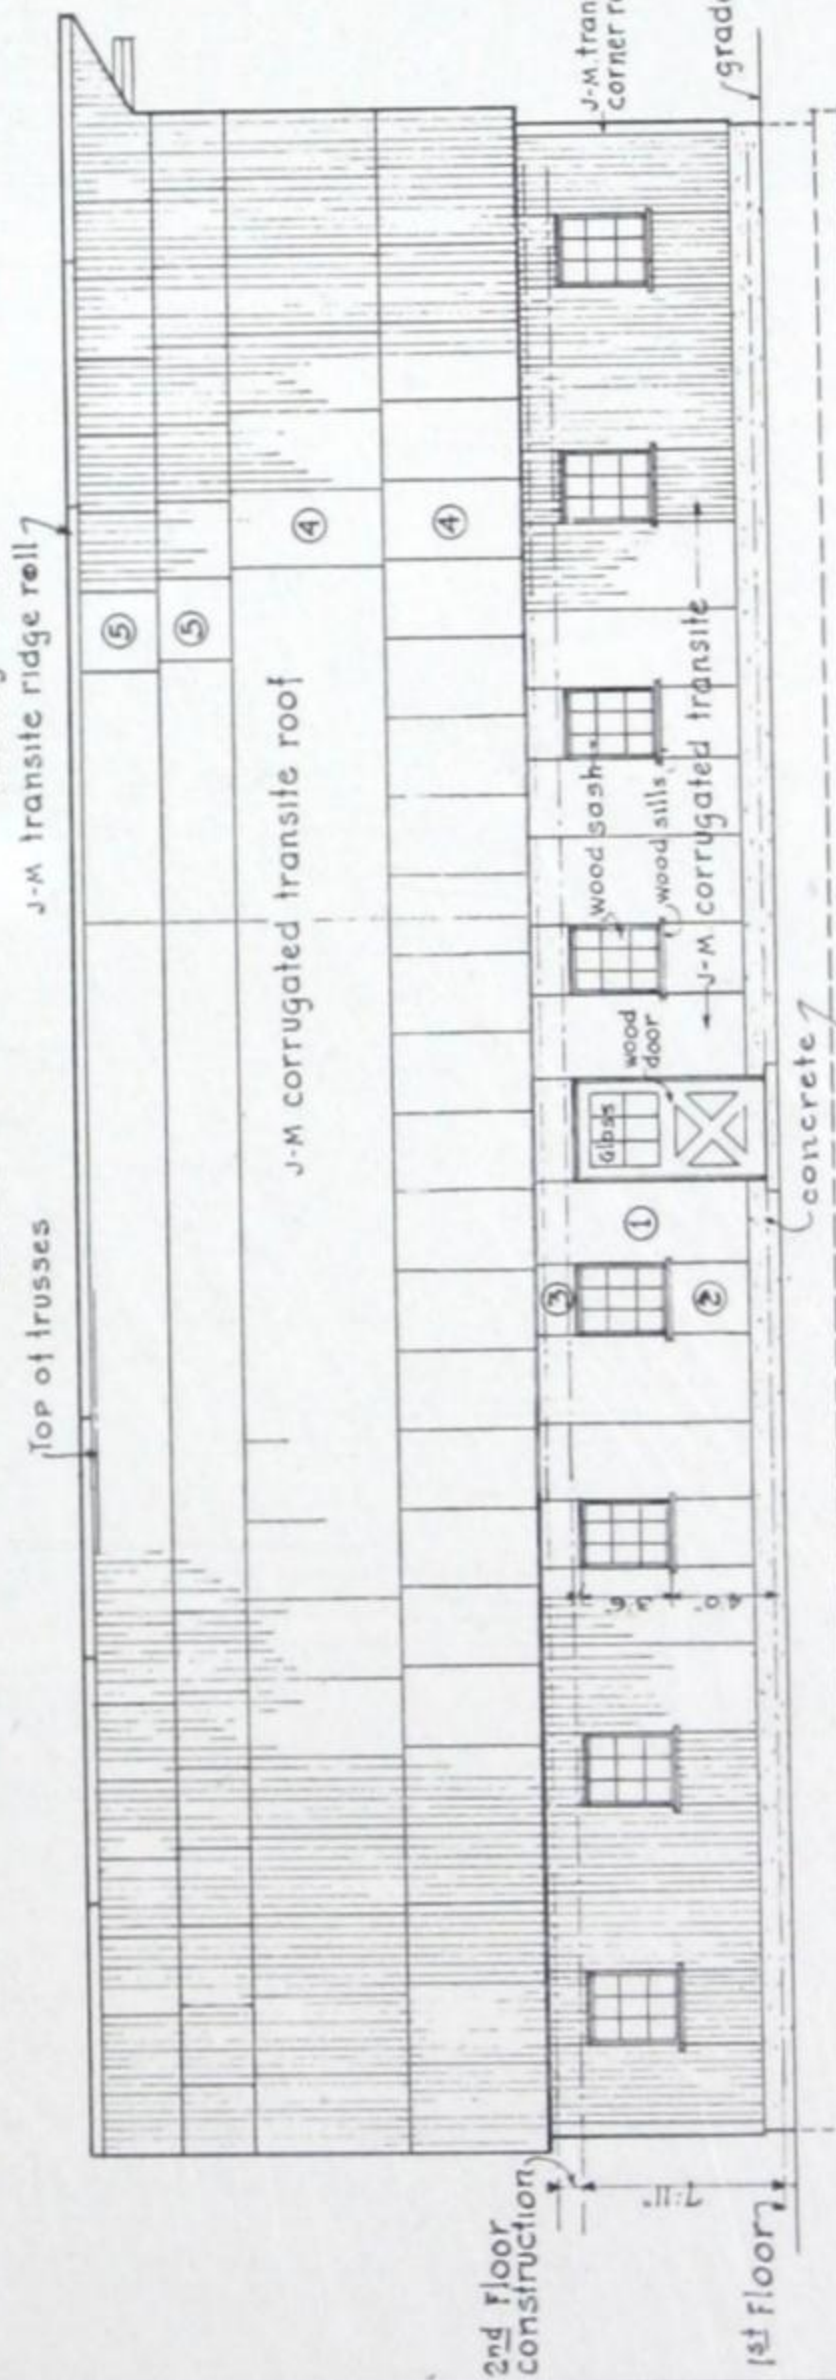 Top of trusses
J-M transite ridge roll
⑤
⑤
J-M corrugated transite roof
④
④
J-M. tran
corner r
grad
2nd Floor
construction
7'-11"
1st Floor
3'6"
4'0"
③
①
②
Glass
wood
door
wood sash
wood sills
J-M corrugated transite
concrete